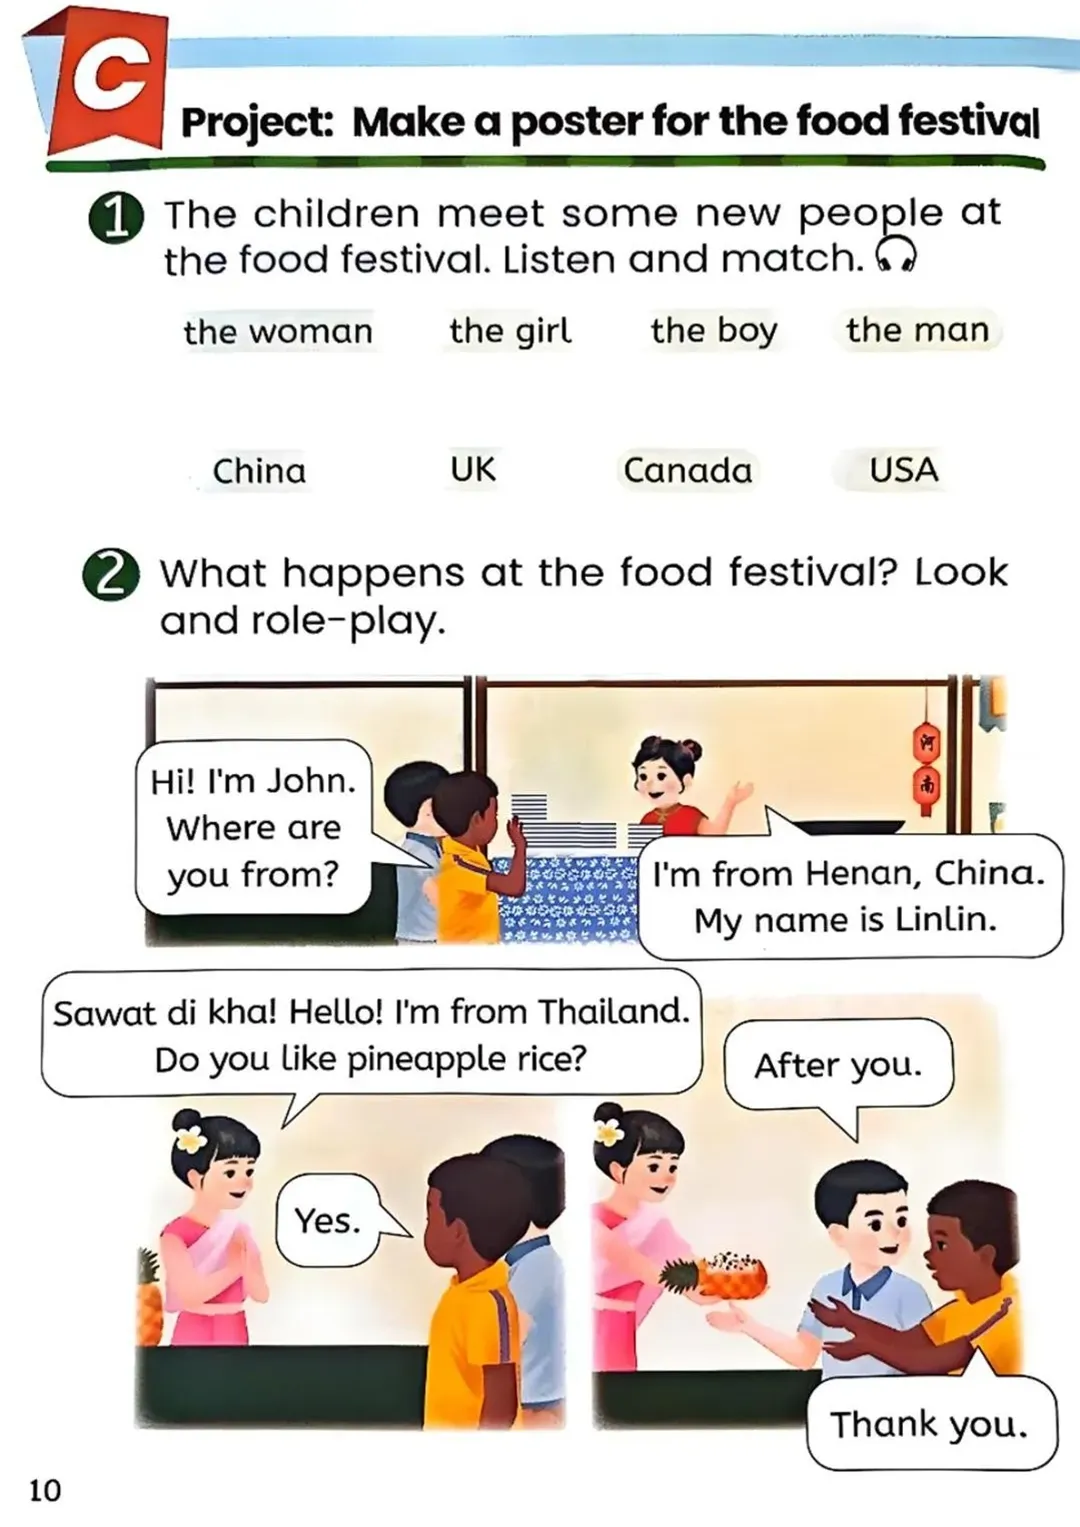 C
Project: Make a poster for the food festival
1 The children meet some new people at
the food festival. Listen and match.
the woman the girl the boy the man
China UK Canada USA
2 What happens at the food festival? Look
and role-play.
Hi! I'm John.
Where are
you from?
河
南
I'm from Henan, China.
My name is Linlin.
Sawat di kha! Hello! I'm from Thailand.
Do you like pineapple rice?
Yes.
After you.
Thank you.
10